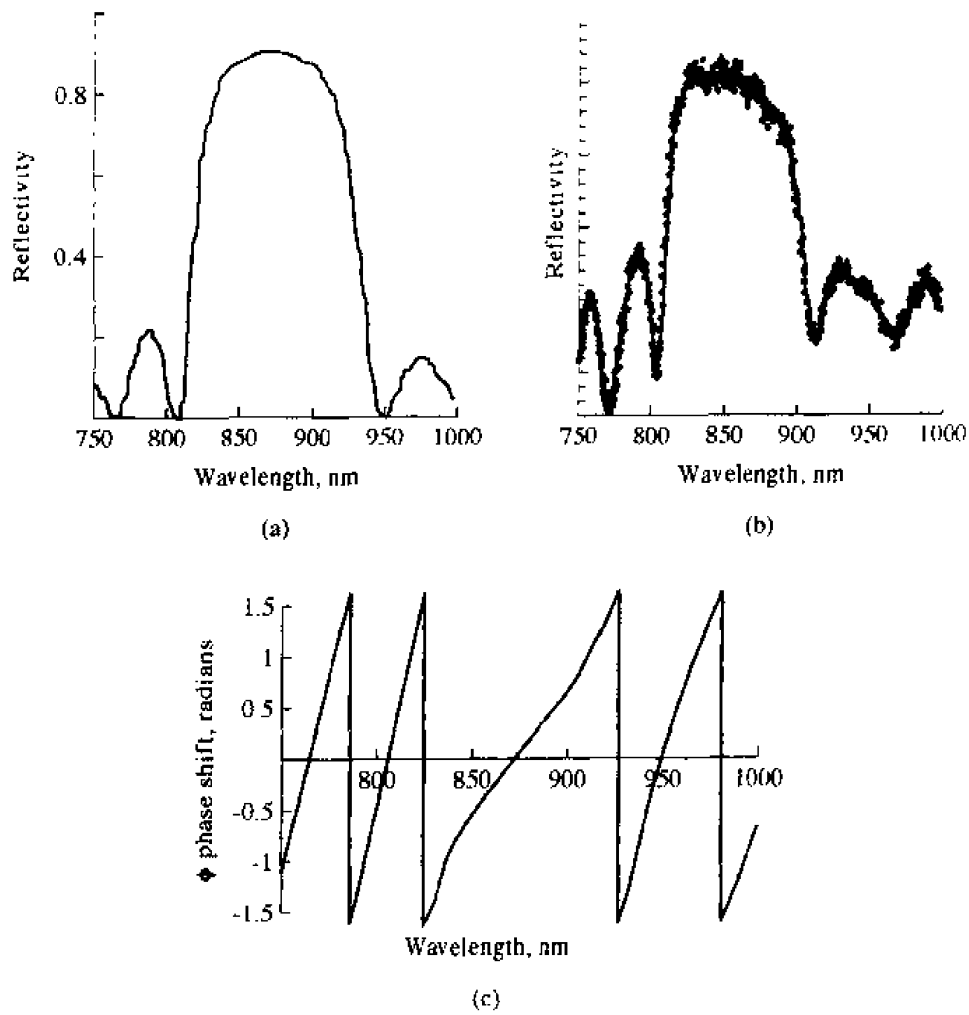 0.8
0.4
Reflectivity
750 800 850 900 950 1000
Wavelength, nm
(a)
Reflectivity
750 800 850 900 950 1000
Wavelength, nm
(b)
1.5
1
0.5
-0.5
-1
-1.5
Φ phase shift, radians
800 850 900 950 1000
Wavelength, nm
(c)